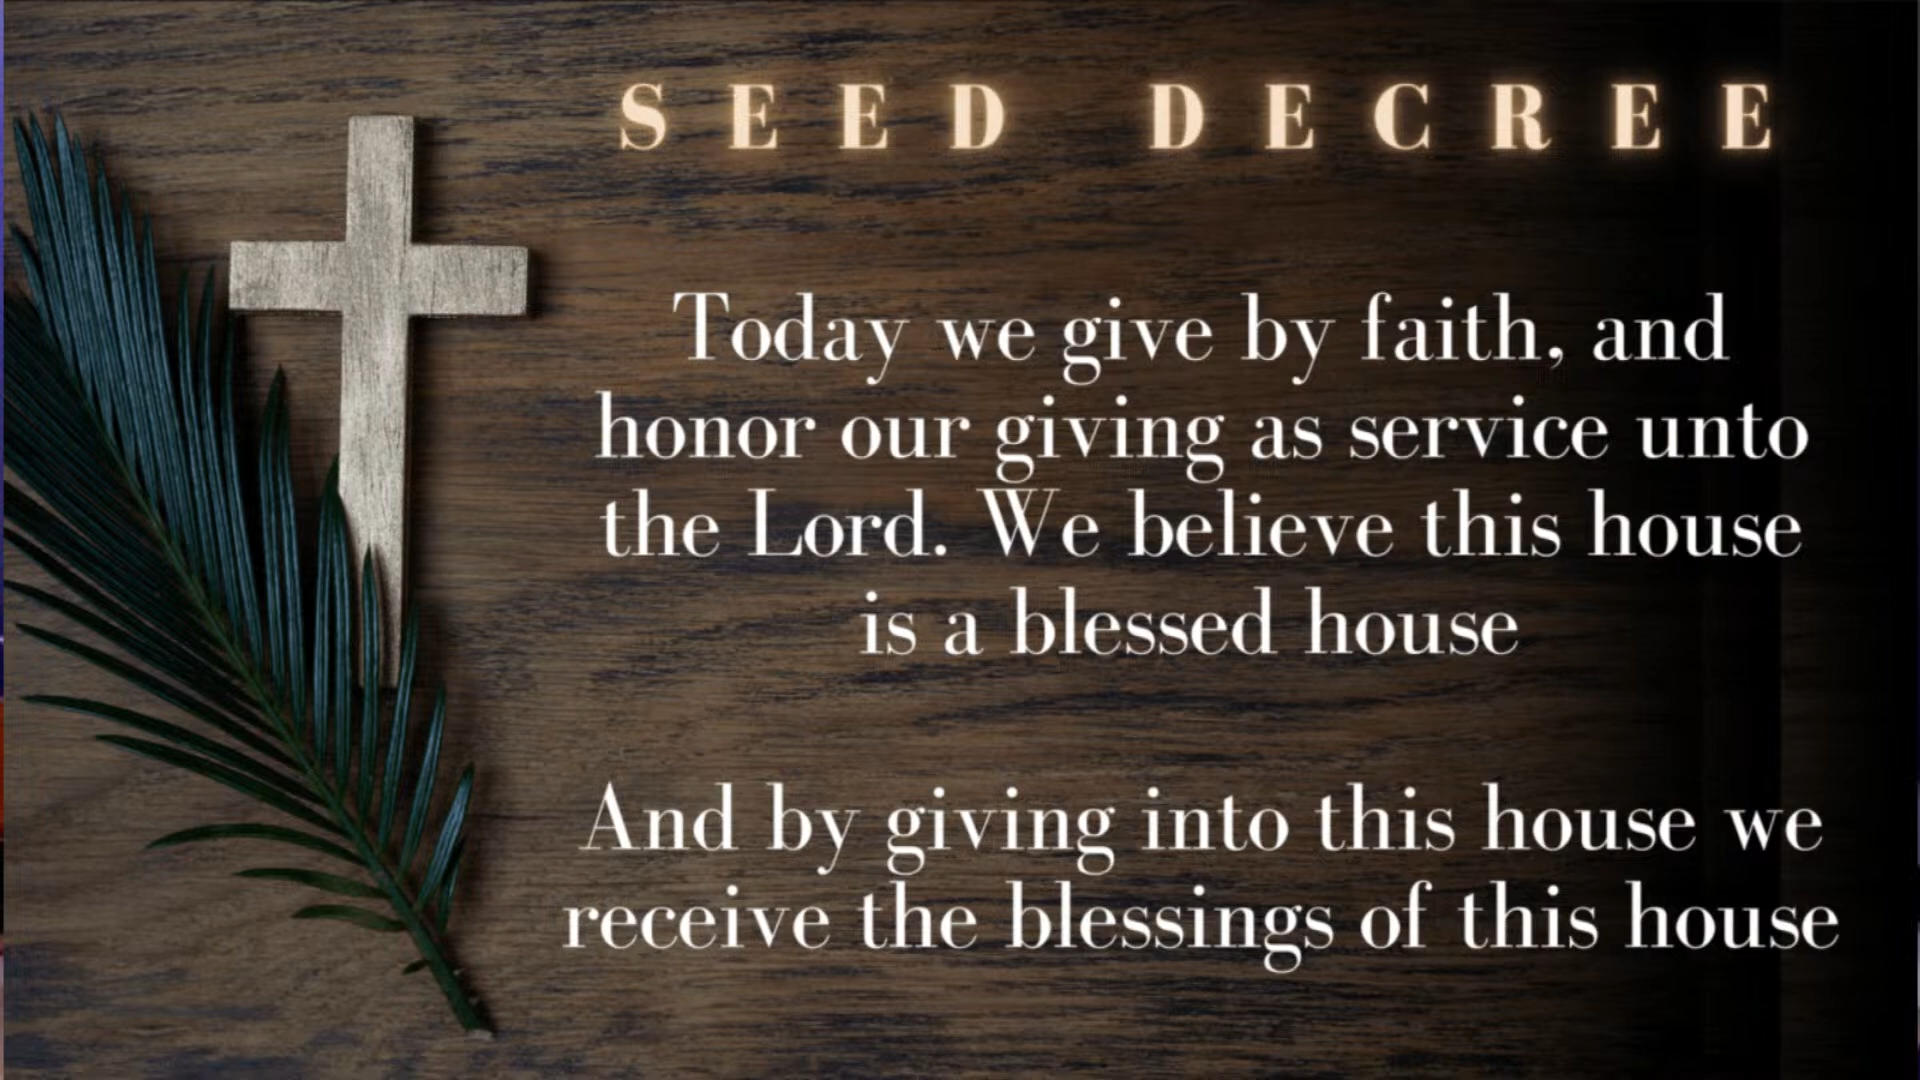 SEED DECREE
Today we give by faith, and
honor our giving as service unto
the Lord. We believe this house
is a blessed house
And by giving into this house we
receive the blessings of this house